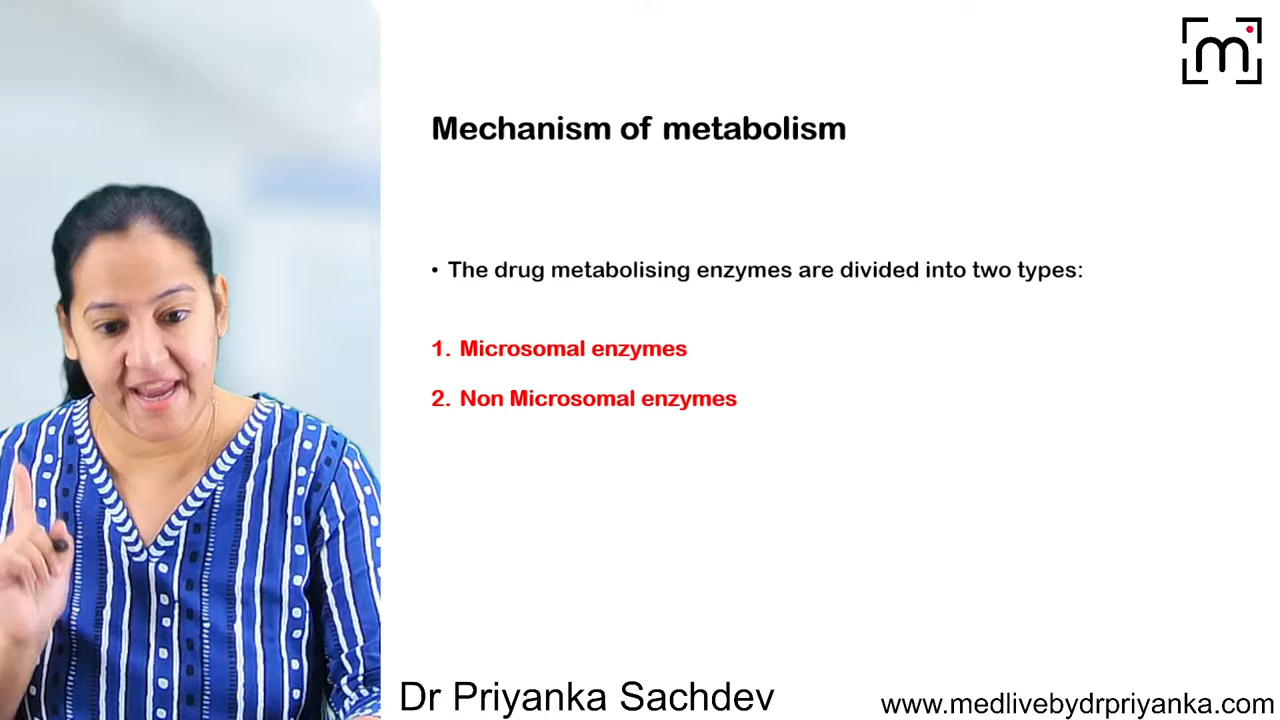 m
Mechanism of metabolism
• The drug metabolising enzymes are divided into two types:
1. Microsomal enzymes
2. Non Microsomal enzymes
Dr Priyanka Sachdev
www.medlivebydrpriyanka.com